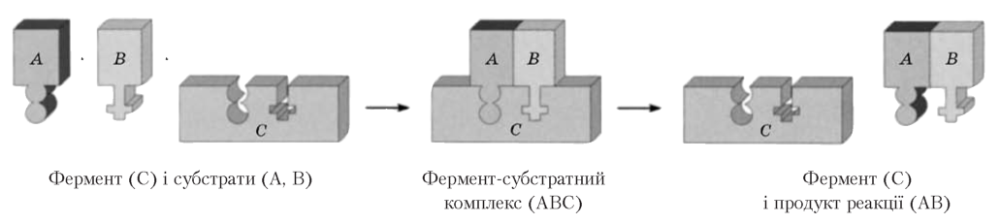 A
B
C
A
B
C
C
A
B
Фермент (С) і субстрати (А, В)
Фермент-субстратний
комплекс (АВС)
Фермент (С)
і продукт реакції (АВ)